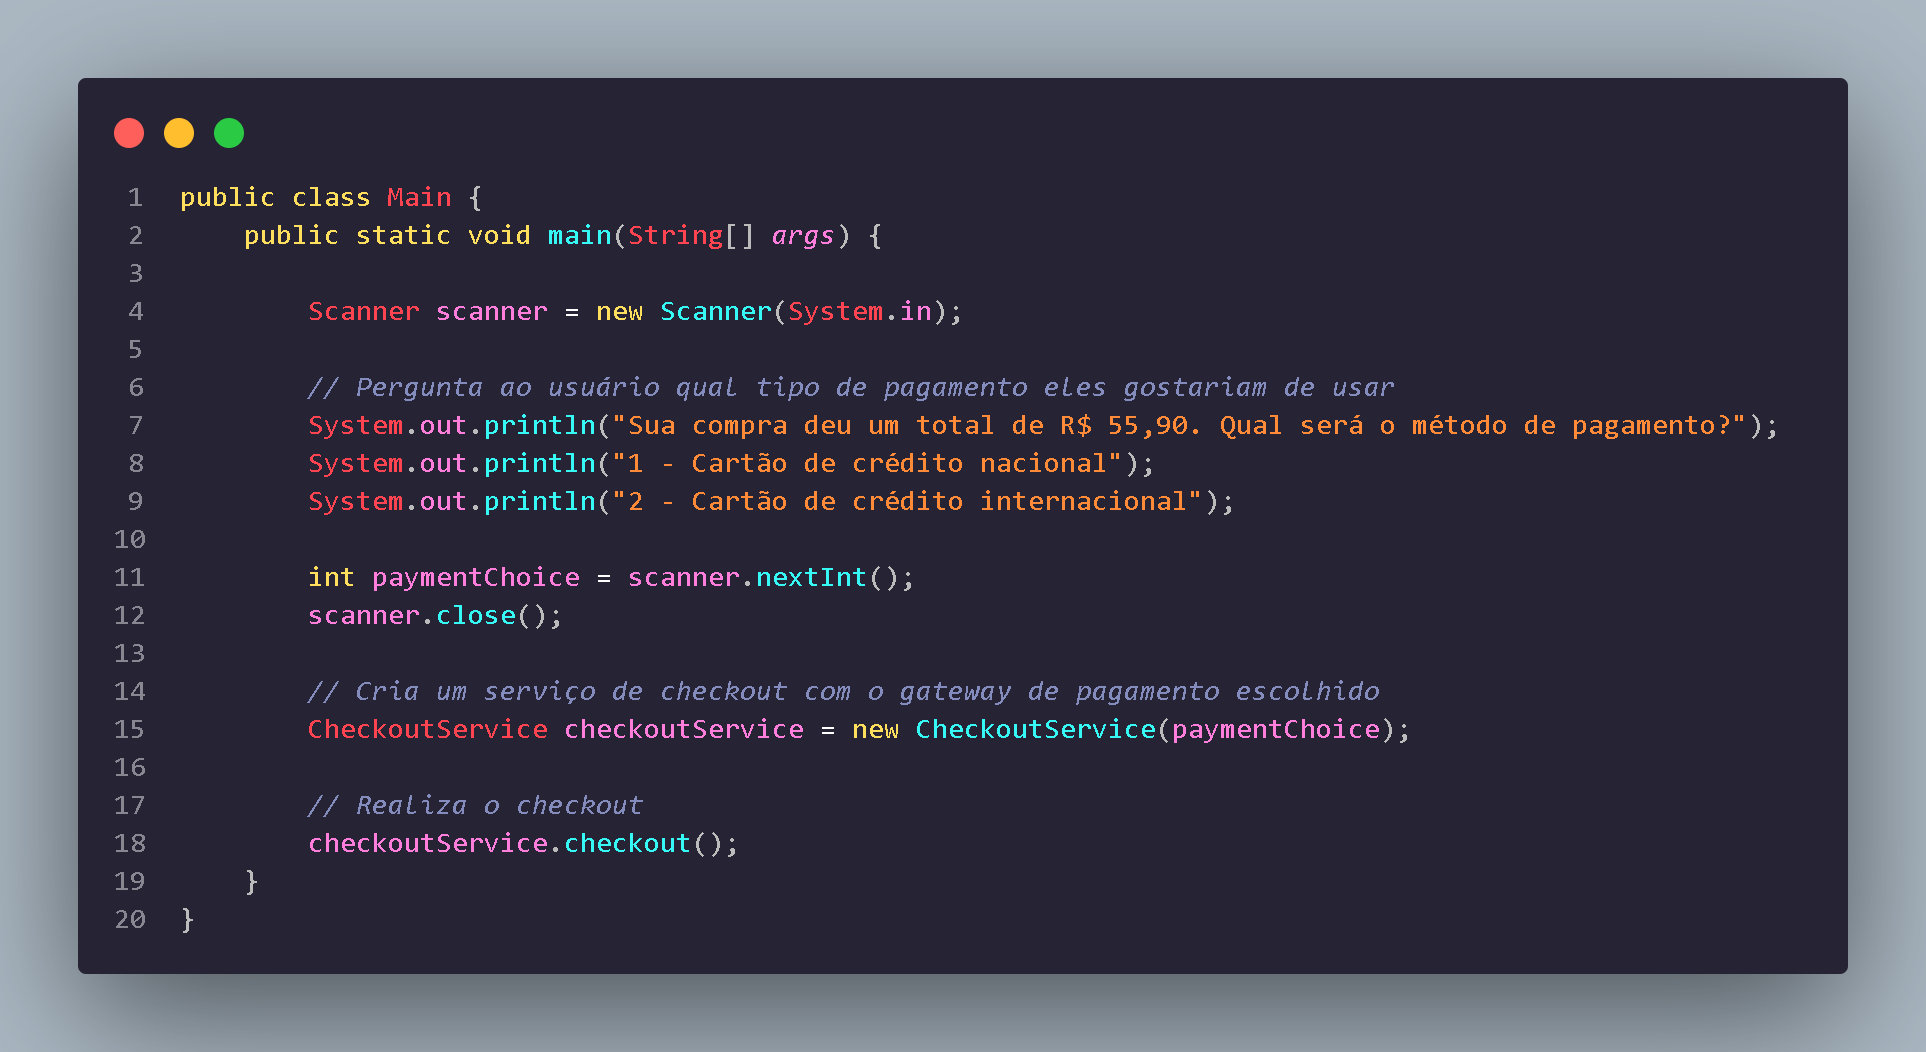 1 public class Main {
2     public static void main(String[] args) {
3
4         Scanner scanner = new Scanner(System.in);
5
6         // Pergunta ao usuário qual tipo de pagamento eles gostariam de usar
7         System.out.println("Sua compra deu um total de R$ 55,90. Qual será o método de pagamento?");
8         System.out.println("1 - Cartão de crédito nacional");
9         System.out.println("2 - Cartão de crédito internacional");
10
11         int paymentChoice = scanner.nextInt();
12         scanner.close();
13
14         // Cria um serviço de checkout com o gateway de pagamento escolhido
15         CheckoutService checkoutService = new CheckoutService(paymentChoice);
16
17         // Realiza o checkout
18         checkoutService.checkout();
19     }
20 }